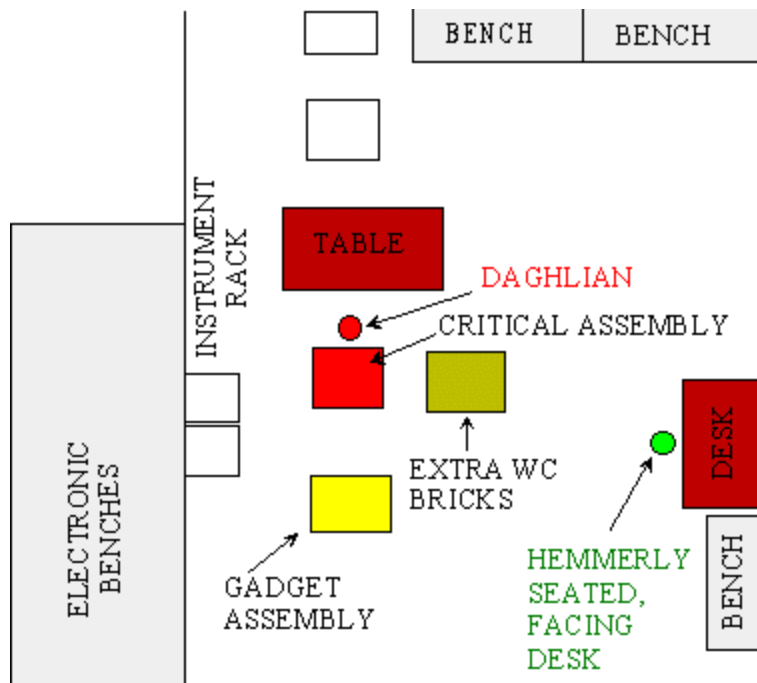 BENCH
BENCH
INSTRUMENT
RACK
TABLE
DAGHLIAN
CRITICAL ASSEMBLY
EXTRA WC
BRICKS
DESK
ELECTRONIC
BENCHES
GADGET
ASSEMBLY
HEMMERLY
SEATED,
FACING
DESK
BENCH